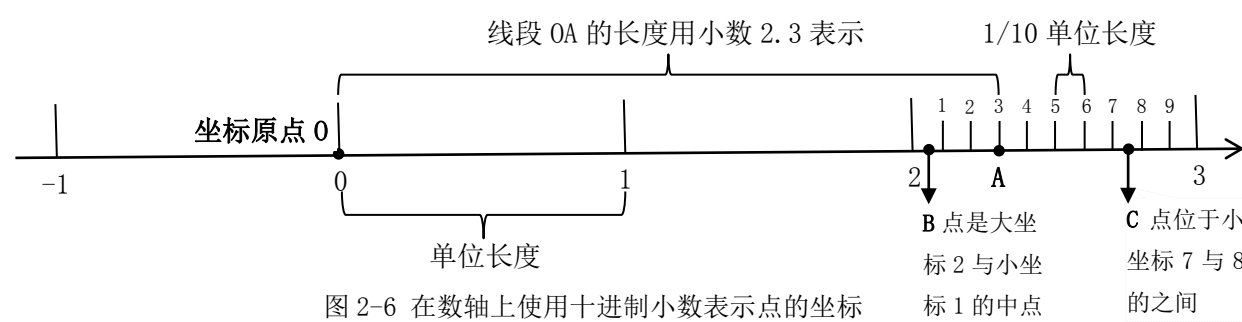 线段 OA 的长度用小数 2.3 表示
1/10 单位长度
1 2 3 4 5 6 7 8 9
坐标原点 0
-1 0 1 2 A 3
单位长度
B 点是大坐
标 2 与小坐
标 1 的中点
C 点位于小
坐标 7 与 8
的之间
图 2-6 在数轴上使用十进制小数表示点的坐标